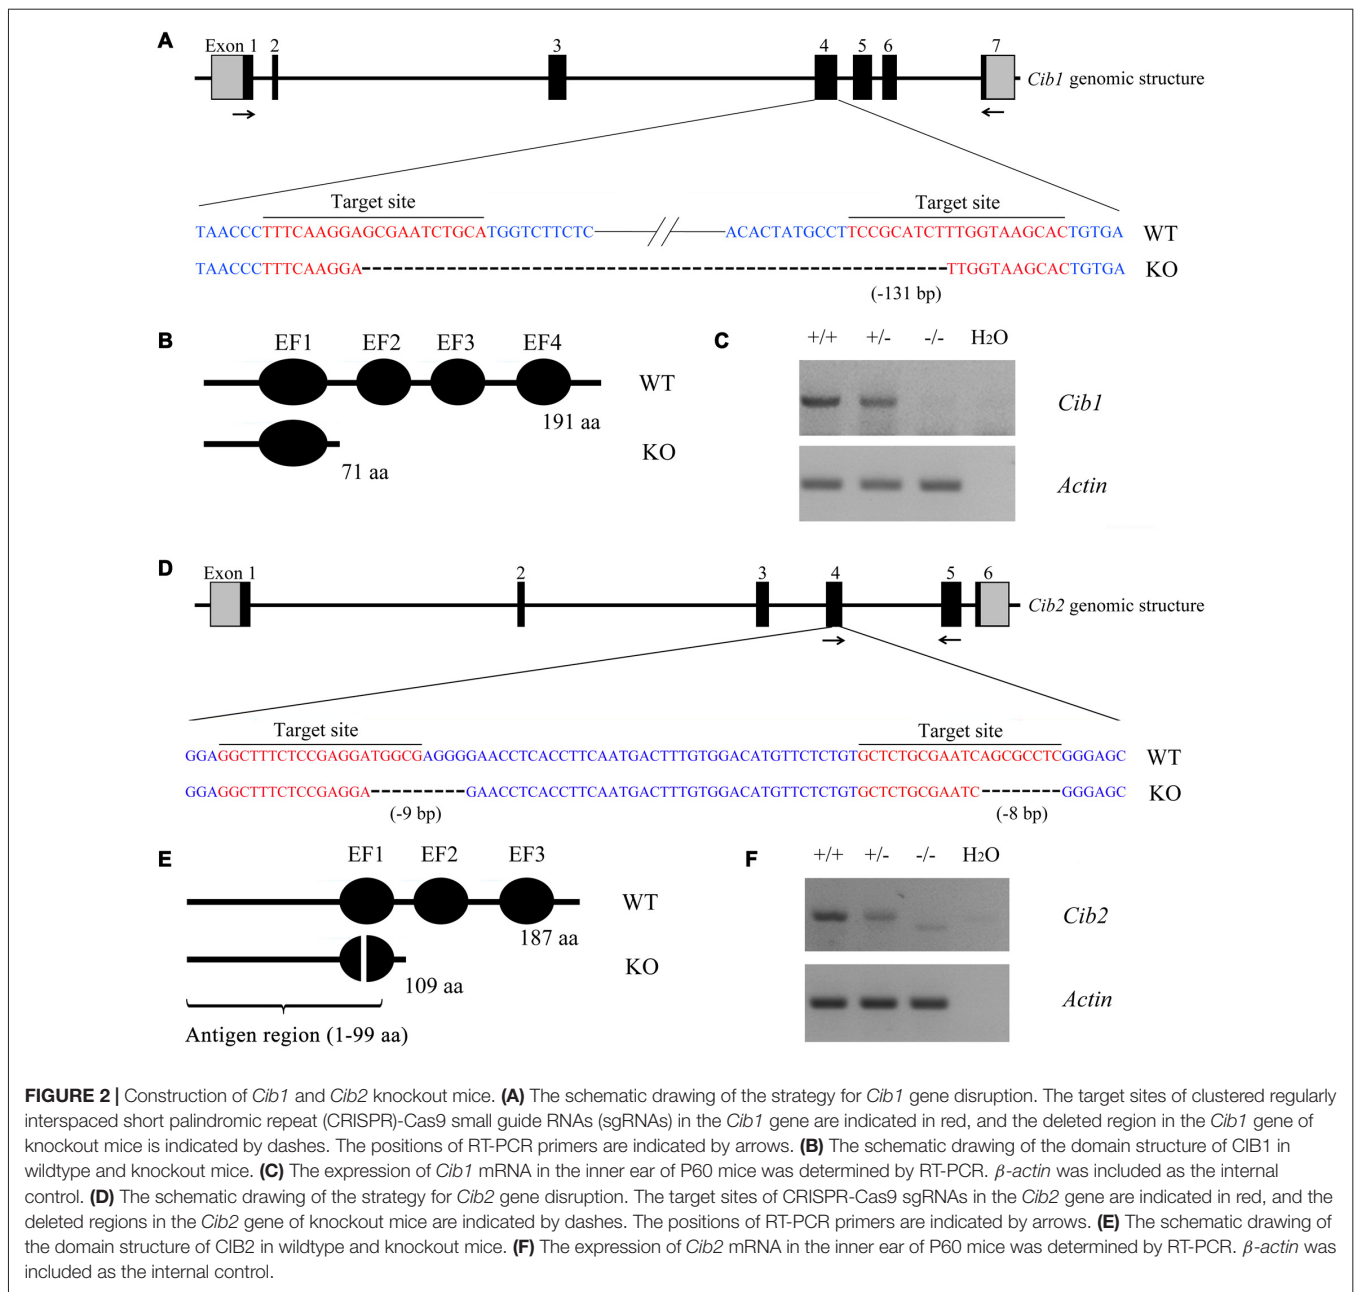 A
Exon 1 2 3 4 5 6 7
Cib1 genomic structure
Target site Target site
TAACCCTTTCAAGGAGCGAATCTGCATGGTCTTCTC ACACTATGCCTTCCGCATCTTTGGTAAGCACTGTGA WT
TAACCCTTTCAAGGA TTGGTAAGCACTGTGA KO
(-131 bp)
B
EF1 EF2 EF3 EF4
WT
191 aa
KO
71 aa
C
+/+ +/- -/- H2O
Cib1
Actin
D
Exon 1 2 3 4 5 6
Cib2 genomic structure
Target site Target site
GGAGGCTTTCTCCGAGGATGGCGAGGGGAACCTCACCTTCAATGACTTTGTGGACATGTTCTCTGTGCTCTGCGAATCAGCGCCTCGGGAGC WT
GGAGGCTTTCTCCGAGGA GAACCTCACCTTCAATGACTTTGTGGACATGTTCTCTGTGCTCTGCGAATC GGGAGC KO
(-9 bp) (-8 bp)
E
EF1 EF2 EF3
WT
187 aa
KO
109 aa
Antigen region (1-99 aa)
F
+/+ +/- -/- H2O
Cib2
Actin
FIGURE 2 | Construction of Cib1 and Cib2 knockout mice. (A) The schematic drawing of the strategy for Cib1 gene disruption. The target sites of clustered regularly
interspaced short palindromic repeat (CRISPR)-Cas9 small guide RNAs (sgRNAs) in the Cib1 gene are indicated in red, and the deleted region in the Cib1 gene of
knockout mice is indicated by dashes. The positions of RT-PCR primers are indicated by arrows. (B) The schematic drawing of the domain structure of CIB1 in
wildtype and knockout mice. (C) The expression of Cib1 mRNA in the inner ear of P60 mice was determined by RT-PCR. β-actin was included as the internal
control. (D) The schematic drawing of the strategy for Cib2 gene disruption. The target sites of CRISPR-Cas9 sgRNAs in the Cib2 gene are indicated in red, and the
deleted regions in the Cib2 gene of knockout mice are indicated by dashes. The positions of RT-PCR primers are indicated by arrows. (E) The schematic drawing of
the domain structure of CIB2 in wildtype and knockout mice. (F) The expression of Cib2 mRNA in the inner ear of P60 mice was determined by RT-PCR. β-actin was
included as the internal control.